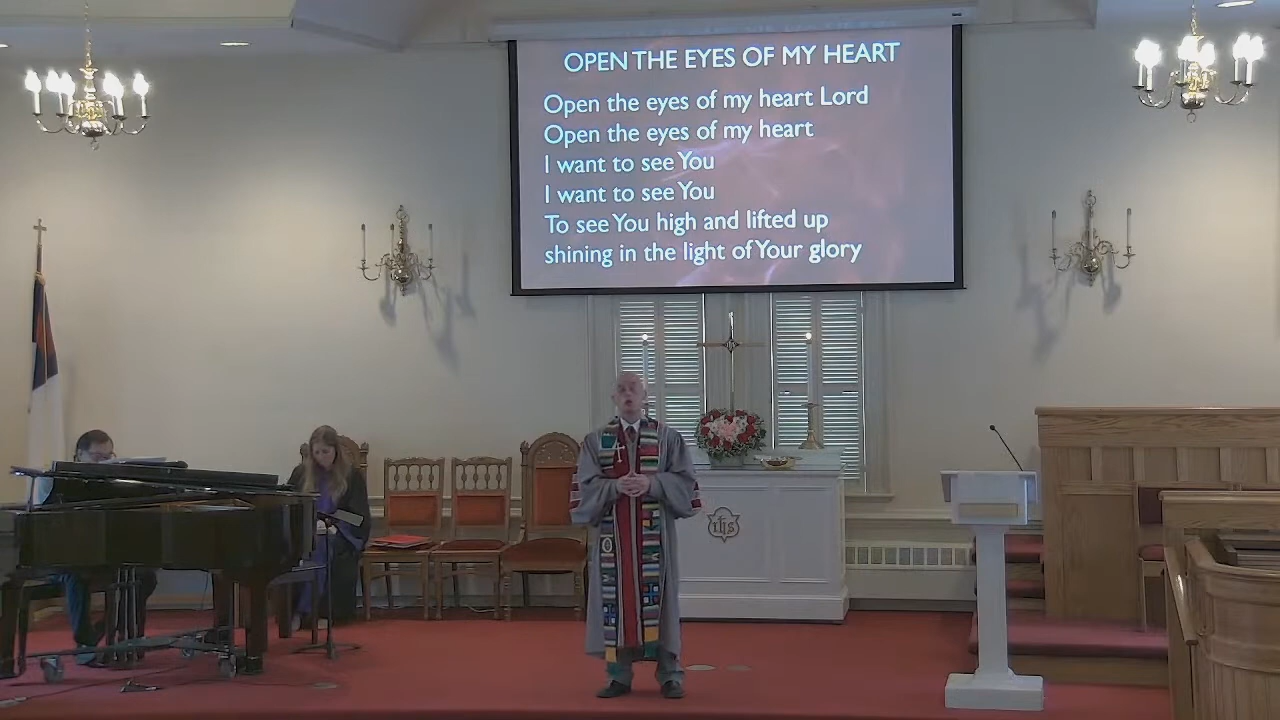 OPEN THE EYES OF MY HEART
Open the eyes of my heart Lord
Open the eyes of my heart
I want to see You
I want to see You
To see You high and lifted up
shining in the light of Your glory
ihs